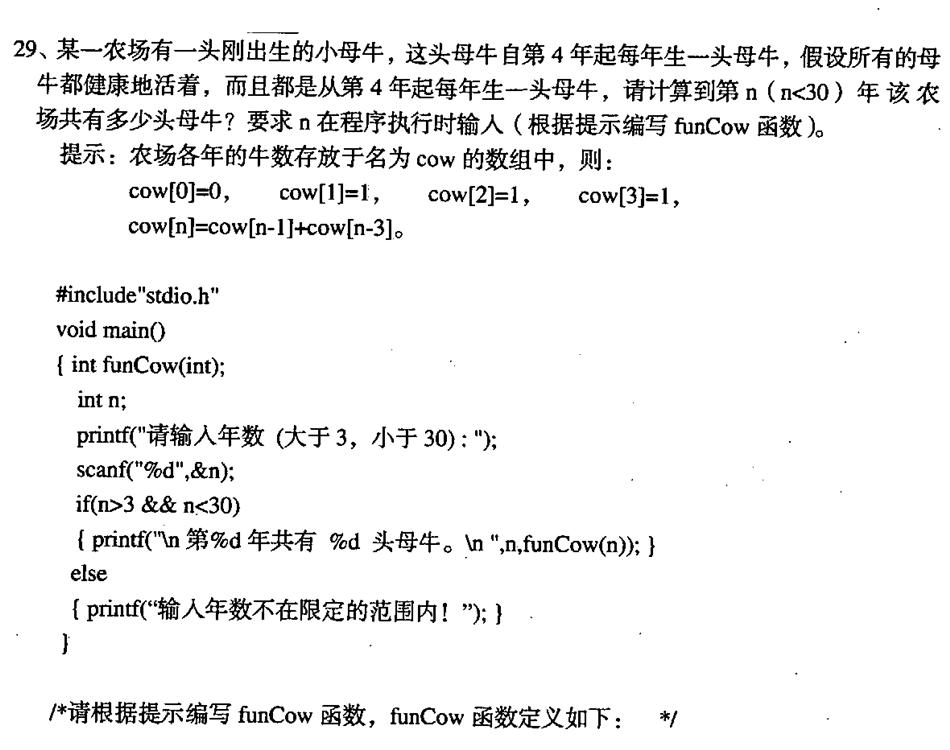 29、某一农场有一头刚出生的小母牛，这头母牛自第 4 年起每年生一头母牛，假设所有的母
牛都健康地活着，而且都是从第 4 年起每年生一头母牛，请计算到第 n（n<30）年 该 农
场共有多少头母牛？要求 n 在程序执行时输入（根据提示编写 funCow 函数）。
提示：农场各年的牛数存放于名为 cow 的数组中，则：
cow[0]=0， cow[1]=1， cow[2]=1， cow[3]=1，
cow[n]=cow[n-1]+cow[n-3]。
#include"stdio.h"
void main()
{ int funCow(int);
int n;
printf("请输入年数 (大于 3，小于 30) : ");
scanf("%d",&n);
if(n>3 && n<30)
{ printf("\n 第%d 年共有 %d 头母牛。\n ",n,funCow(n)); }
else
{ printf(“输入年数不在限定的范围内！”); }
}
/*请根据提示编写 funCow 函数，funCow 函数定义如下： */